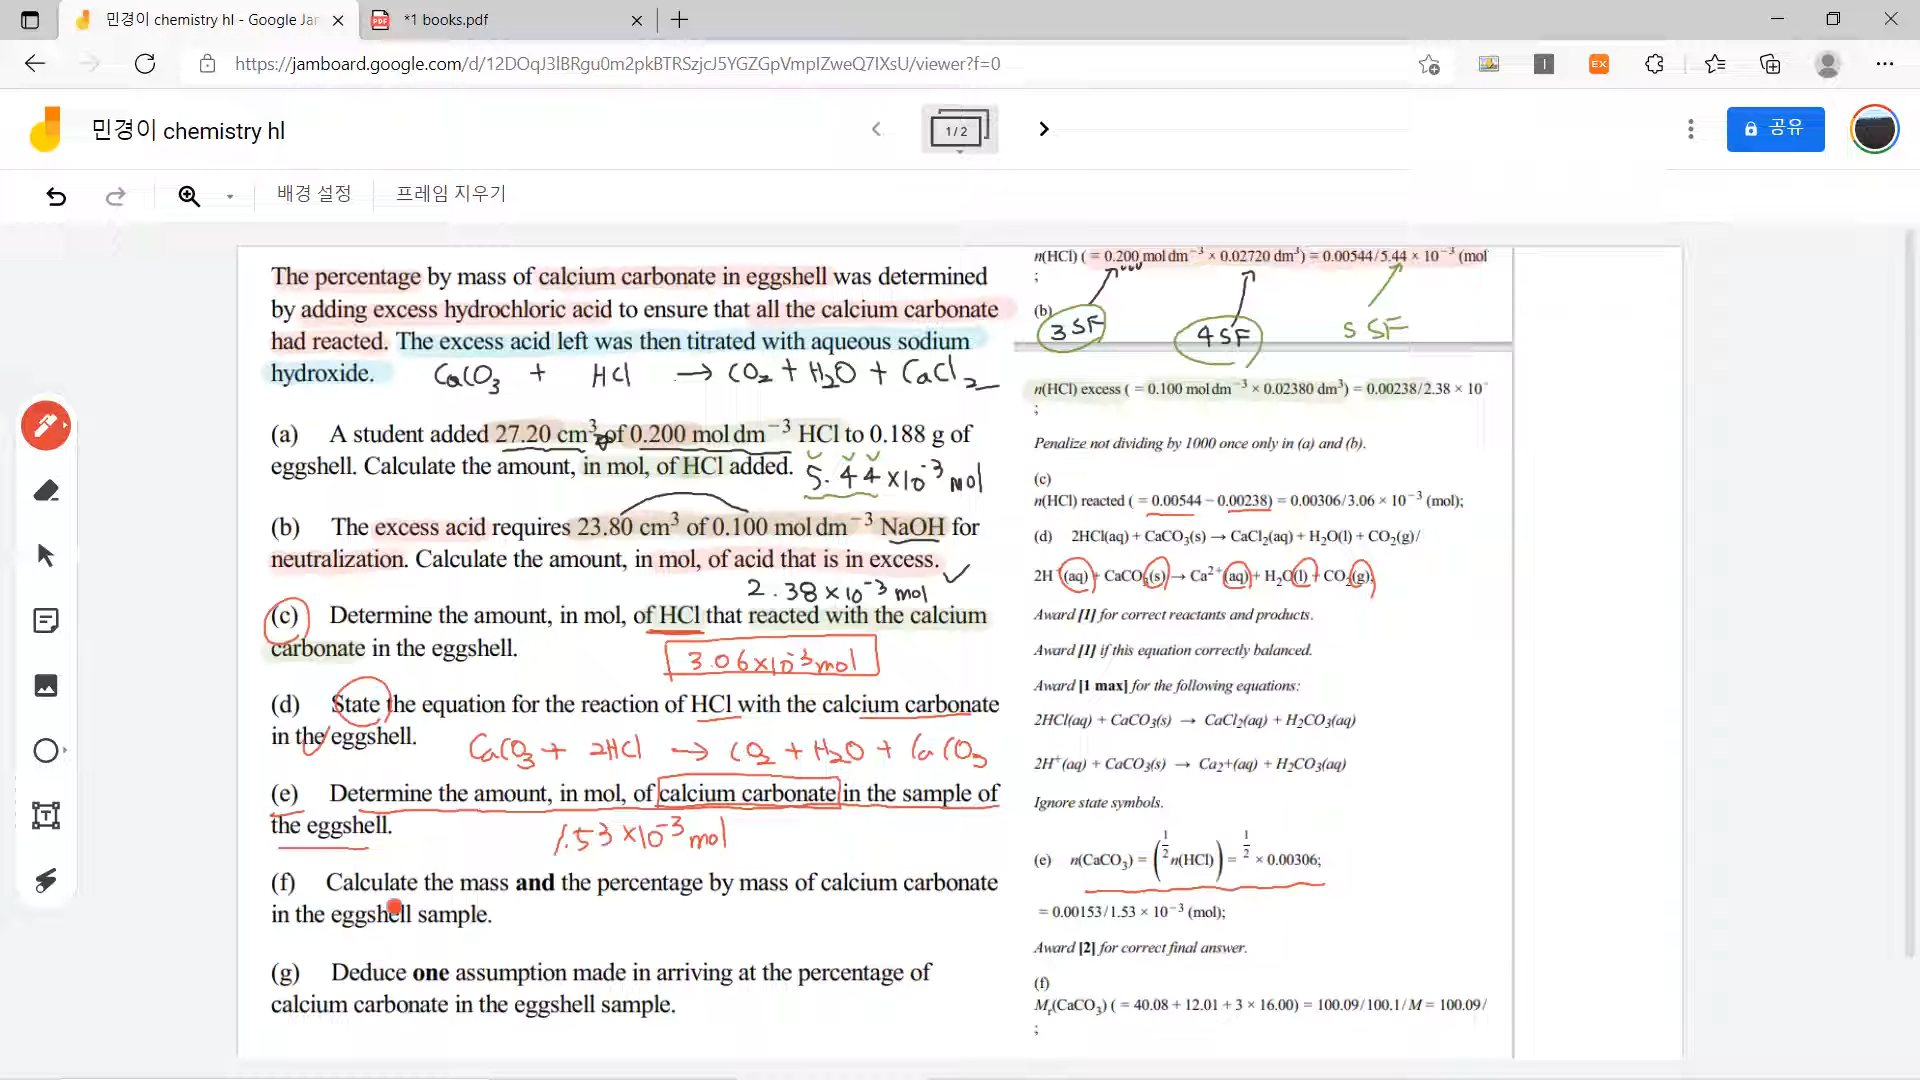 민경이 chemistry hl - Google Jar
*1 books.pdf
https://jamboard.google.com/d/12DOqJ3lBRgu0m2pkBTRSzjcJ5YGZGpVmpIZweQ7IXsU/viewer?f=0
민경이 chemistry hl
1 / 2
공유
배경 설정
프레임 지우기
The percentage by mass of calcium carbonate in eggshell was determined
by adding excess hydrochloric acid to ensure that all the calcium carbonate
had reacted. The excess acid left was then titrated with aqueous sodium
hydroxide.
CaCO₃ + HCl → CO₂ + H₂O + CaCl₂
(a) A student added 27.20 cm³ of 0.200 mol dm⁻³ HCl to 0.188 g of
eggshell. Calculate the amount, in mol, of HCl added.
5.44×10⁻³ mol
(b) The excess acid requires 23.80 cm³ of 0.100 mol dm⁻³ NaOH for
neutralization. Calculate the amount, in mol, of acid that is in excess.
2.38×10⁻³ mol
(c) Determine the amount, in mol, of HCl that reacted with the calcium
carbonate in the eggshell.
3.06×10⁻³ mol
(d) State the equation for the reaction of HCl with the calcium carbonate
in the eggshell.
CaCO₃ + 2HCl → CO₂ + H₂O + CaCO₃
(e) Determine the amount, in mol, of calcium carbonate in the sample of
the eggshell.
1.53×10⁻³ mol
(f) Calculate the mass and the percentage by mass of calcium carbonate
in the eggshell sample.
(g) Deduce one assumption made in arriving at the percentage of
calcium carbonate in the eggshell sample.
n(HCl) ( = 0.200 mol dm⁻³ × 0.02720 dm³) = 0.00544/5.44 × 10⁻³ (mol
;
(b)
3 SF
4 SF
s SF
n(HCl) excess ( = 0.100 mol dm⁻³ × 0.02380 dm³) = 0.00238/2.38 × 10⁻
;
Penalize not dividing by 1000 once only in (a) and (b).
(c)
n(HCl) reacted ( = 0.00544 − 0.00238) = 0.00306/3.06 × 10⁻³ (mol);
(d) 2HCl(aq) + CaCO₃(s) → CaCl₂(aq) + H₂O(l) + CO₂(g)/
2H⁺(aq) + CaCO₃(s) → Ca²⁺(aq) + H₂O(l) + CO₂(g);
Award [1] for correct reactants and products.
Award [1] if this equation correctly balanced.
Award [1 max] for the following equations:
2HCl(aq) + CaCO₃(s) → CaCl₂(aq) + H₂CO₃(aq)
2H⁺(aq) + CaCO₃(s) → Ca₂+(aq) + H₂CO₃(aq)
Ignore state symbols.
(e) n(CaCO₃) = (½n(HCl)) = ½ × 0.00306;
= 0.00153/1.53 × 10⁻³ (mol);
Award [2] for correct final answer.
(f)
Mᵣ(CaCO₃) ( = 40.08 + 12.01 + 3 × 16.00) = 100.09/100.1/M = 100.09/
;